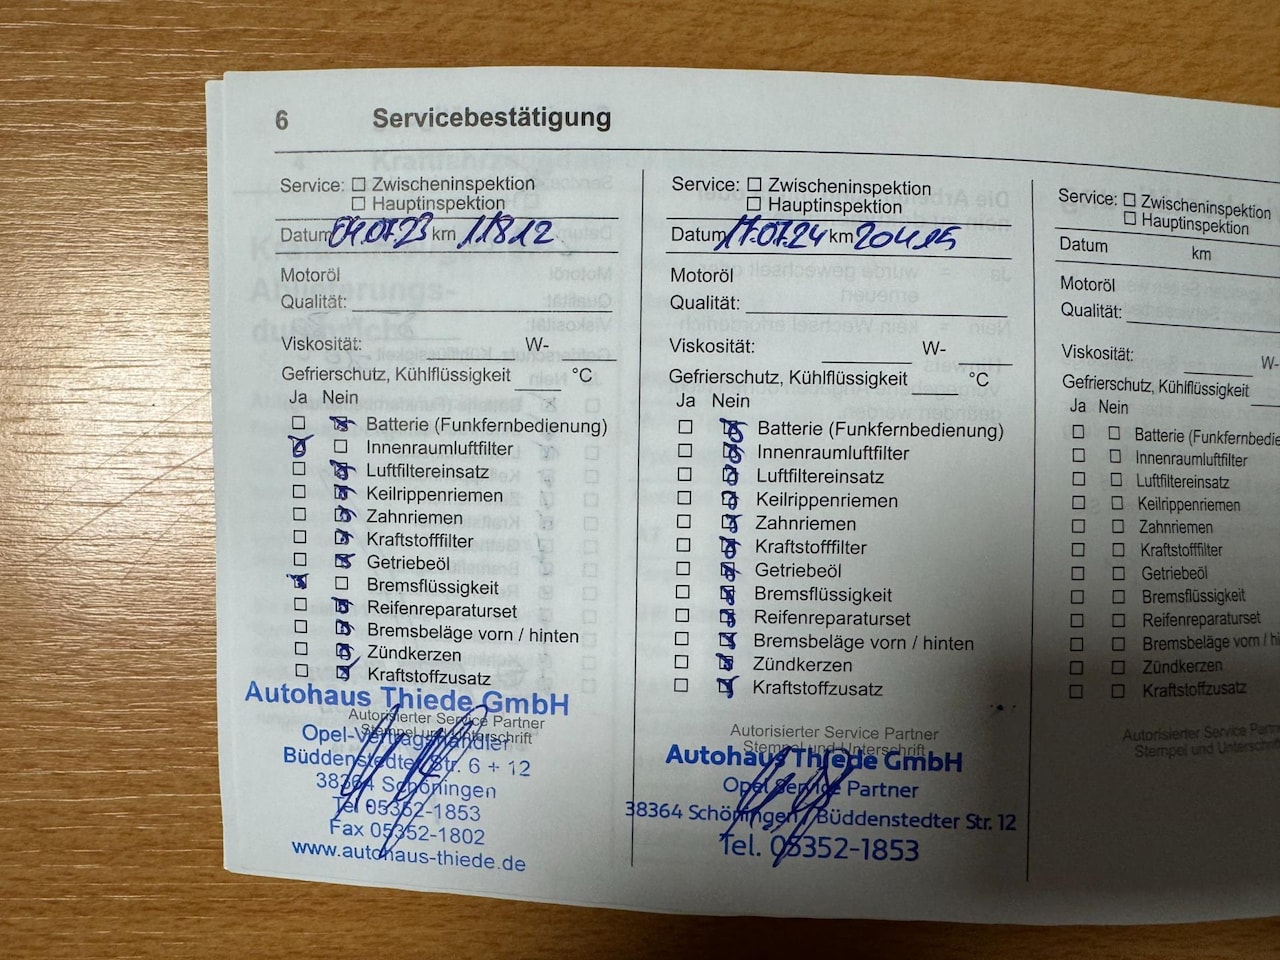 6 Servicebestätigung
Service: Zwischeninspektion
Hauptinspektion
Datum 04.07.23 km 11812
Motoröl
Qualität:
Viskosität: W-
Gefrierschutz, Kühlflüssigkeit °C
Ja Nein
Batterie (Funkfernbedienung)
Innenraumluftfilter
Luftfiltereinsatz
Keilrippenriemen
Zahnriemen
Kraftstofffilter
Getriebeöl
Bremsflüssigkeit
Reifenreparaturset
Bremsbeläge vorn / hinten
Zündkerzen
Kraftstoffzusatz
Autohaus Thiede GmbH
Autorisierter Service Partner
Stempel und Unterschrift
Opel-Vertragshändler
Büddenstedter Str. 6 + 12
38364 Schöningen
Tel 05352-1853
Fax 05352-1802
www.autohaus-thiede.de
Service: Zwischeninspektion
Hauptinspektion
Datum 17.07.24 km 20415
Motoröl
Qualität:
Viskosität: W-
Gefrierschutz, Kühlflüssigkeit °C
Ja Nein
Batterie (Funkfernbedienung)
Innenraumluftfilter
Luftfiltereinsatz
Keilrippenriemen
Zahnriemen
Kraftstofffilter
Getriebeöl
Bremsflüssigkeit
Reifenreparaturset
Bremsbeläge vorn / hinten
Zündkerzen
Kraftstoffzusatz
Autorisierter Service Partner
Stempel und Unterschrift
Autohaus Thiede GmbH
Opel Service Partner
38364 Schöningen / Büddenstedter Str. 12
Tel. 05352-1853
Service: Zwischeninspektion
Hauptinspektion
Datum km
Motoröl
Qualität:
Viskosität: W-
Gefrierschutz, Kühlflüssigkeit
Ja Nein
Batterie (Funkfernbedie
Innenraumluftfilter
Luftfiltereinsatz
Keilrippenriemen
Zahnriemen
Kraftstofffilter
Getriebeöl
Bremsflüssigkeit
Reifenreparaturset
Bremsbeläge vorn / h
Zündkerzen
Kraftstoffzusatz
Autorisierter Service Part
Stempel und Unterschrift